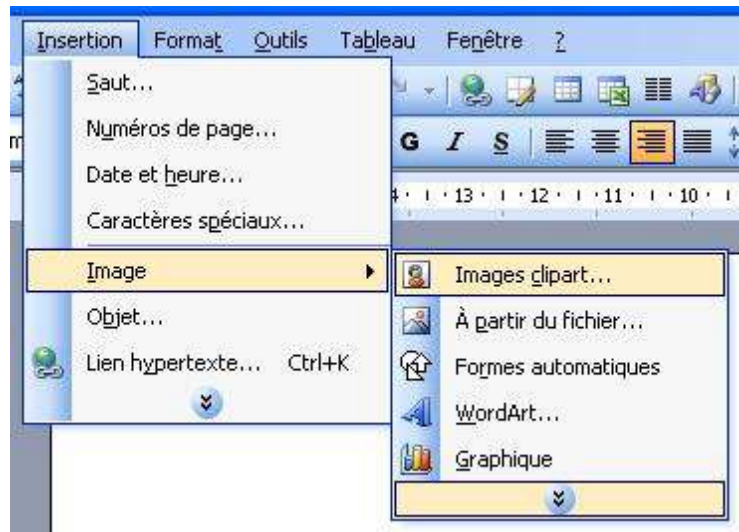 Insertion Format Outils Tableau Fenêtre ?
Saut...
Numéros de page...
G I S
Date et heure...
4 · ı · 13 · ı · 12 · ı · 11 · ı · 10 · ı
Caractères spéciaux...
Image
Images clipart...
Objet...
À partir du fichier...
Lien hypertexte... Ctrl+K
Formes automatiques
WordArt...
Graphique